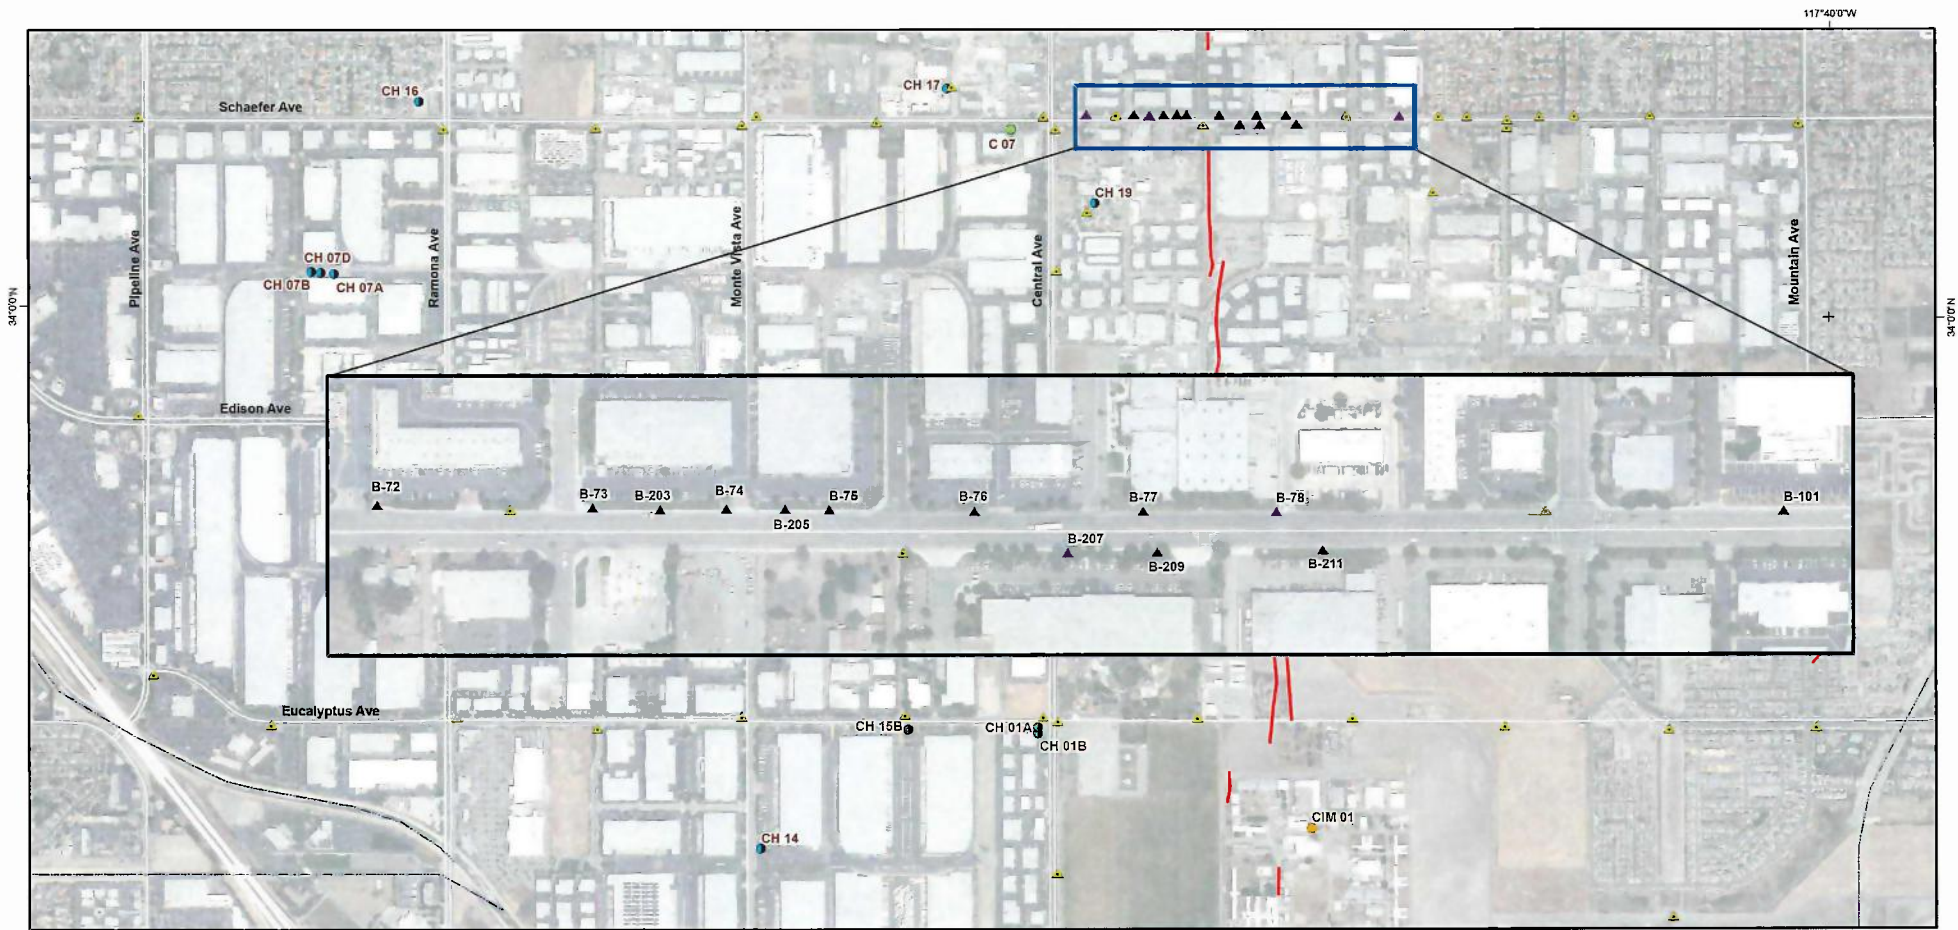 117°40'0"W
CH 16
CH 17
Schaefer Ave
C 07
CH 19
Pipeline Ave
Ramona Ave
Monte Vista Ave
Central Ave
Mountain Ave
CH 07D
CH 07B
CH 07A
34°0'0"N
34°0'0"N
Edison Ave
B-72
B-73
B-203
B-74
B-205
B-75
B-76
B-77
B-78
B-101
B-207
B-209
B-211
Eucalyptus Ave
CH 15B
CH 01A
CH 01B
CIM 01
CH 14